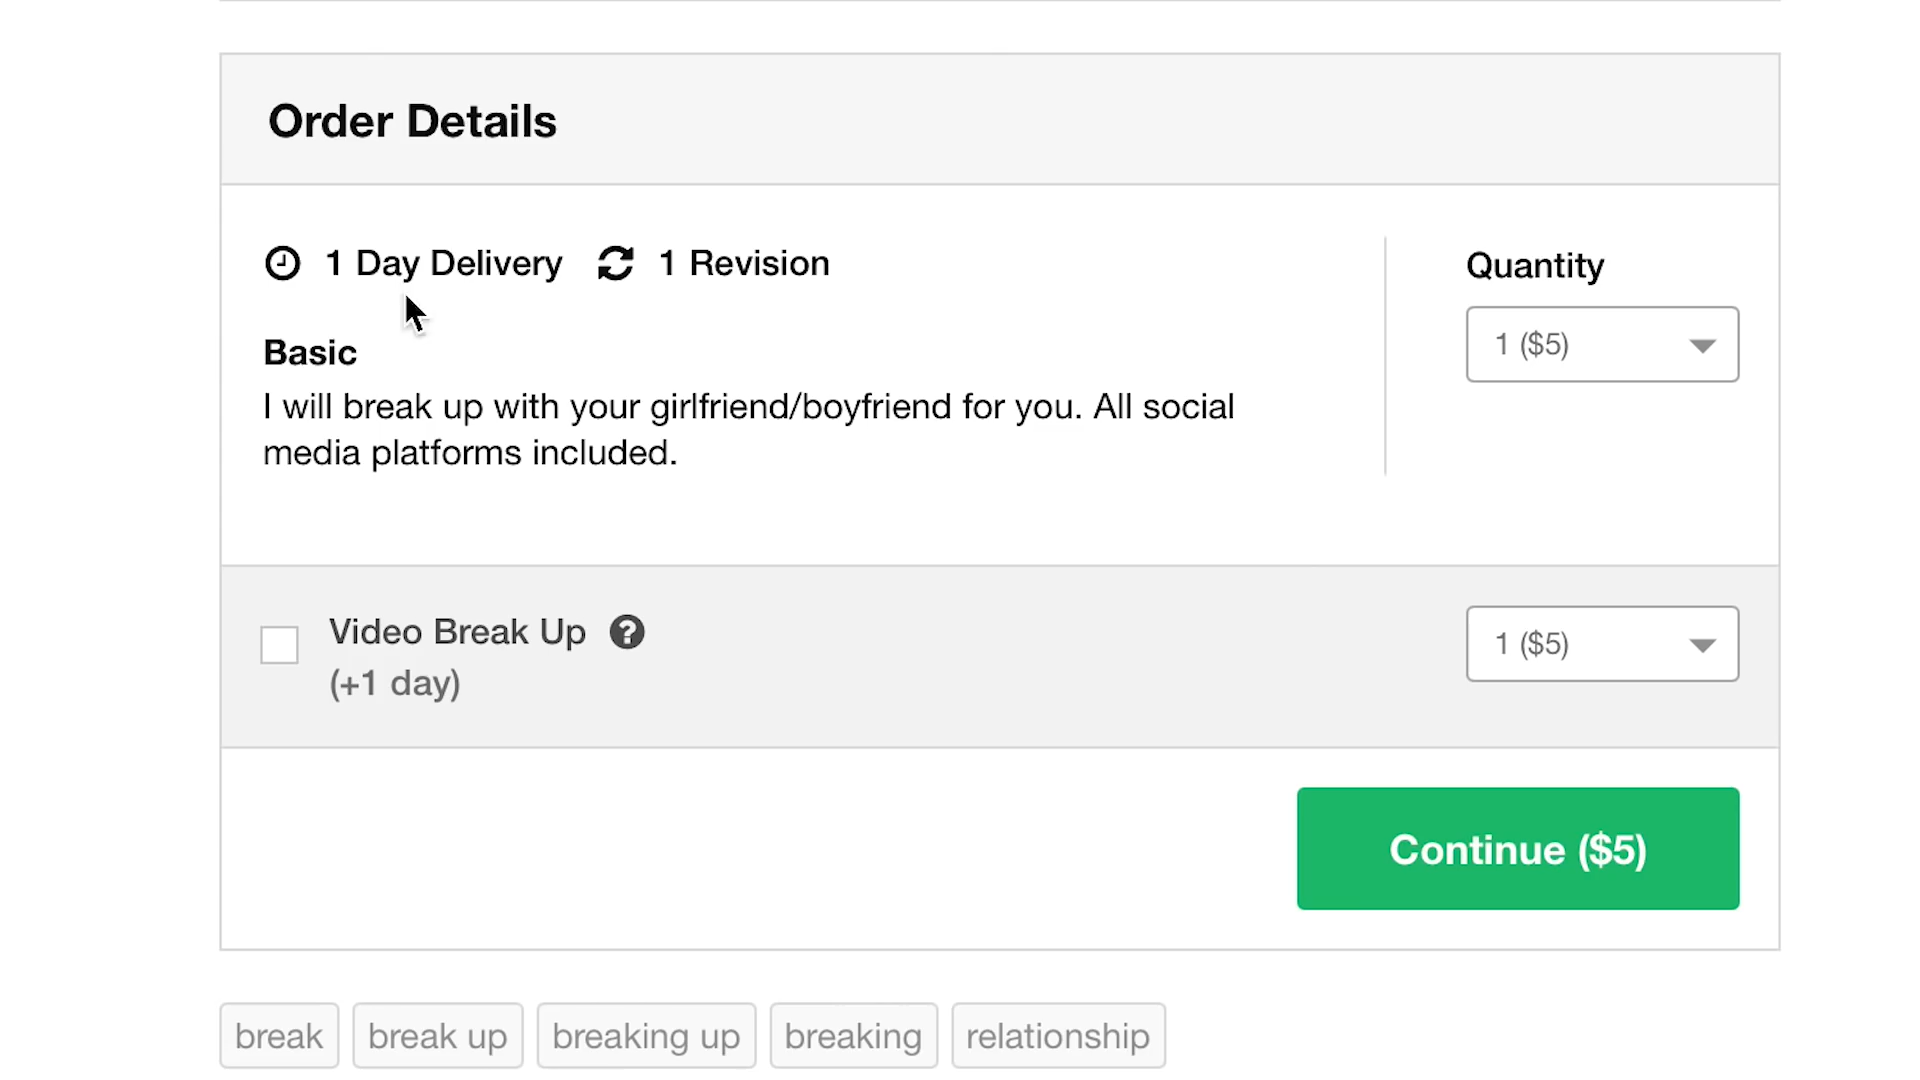 Order Details
1 Day Delivery 1 Revision
Quantity
1 ($5)
Basic
I will break up with your girlfriend/boyfriend for you. All social
media platforms included.
Video Break Up ?
(+1 day)
1 ($5)
Continue ($5)
break break up breaking up breaking relationship